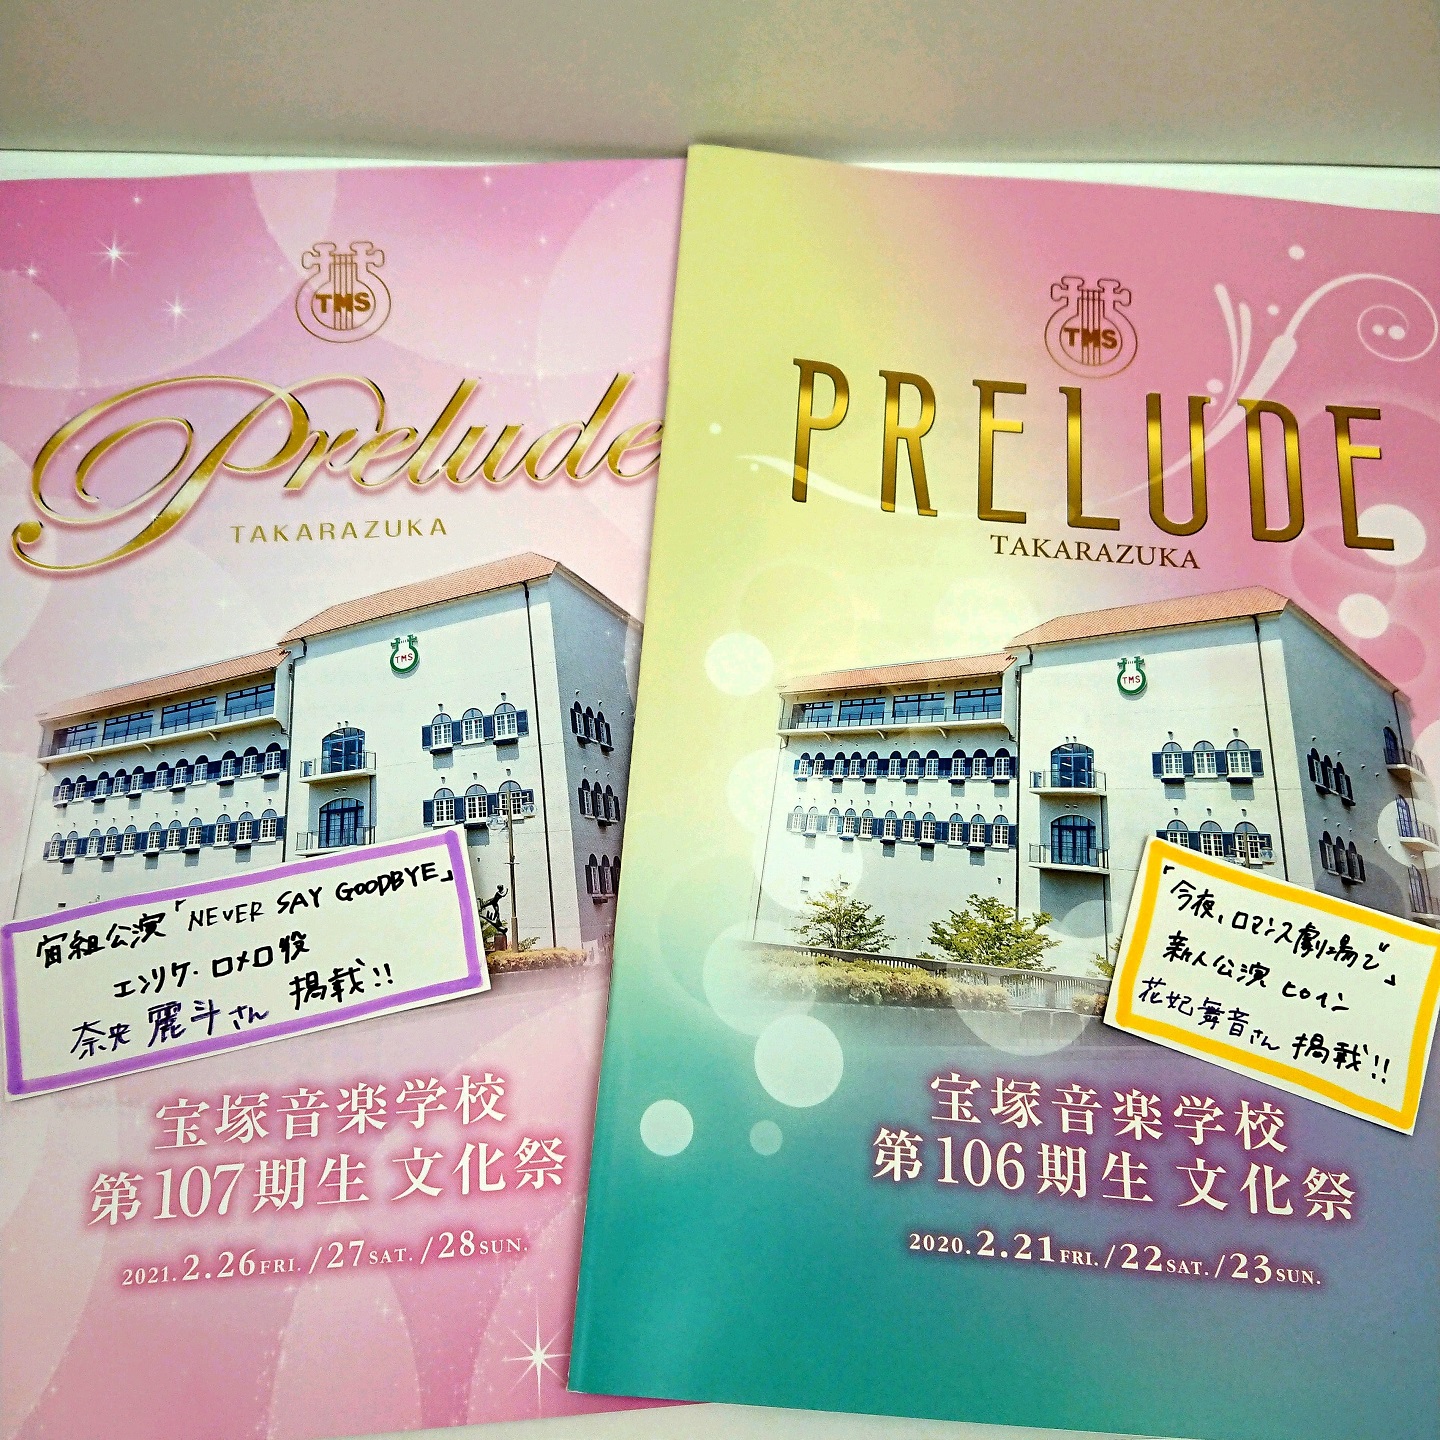 TMS
Prelude
TAKARAZUKA
TMS
宙組公演「NEVER SAY GOODBYE」
エンリケ・ロメロ役
奈央麗斗さん 掲載!!
宝塚音楽学校
第107期生 文化祭
2021.2.26FRI./27SAT./28SUN.
TMS
PRELUDE
TAKARAZUKA
TMS
「今夜、ロマンス劇場で」
新人公演 ヒロイン
花妃舞音さん 掲載!!
宝塚音楽学校
第106期生 文化祭
2020.2.21FRI./22SAT./23SUN.